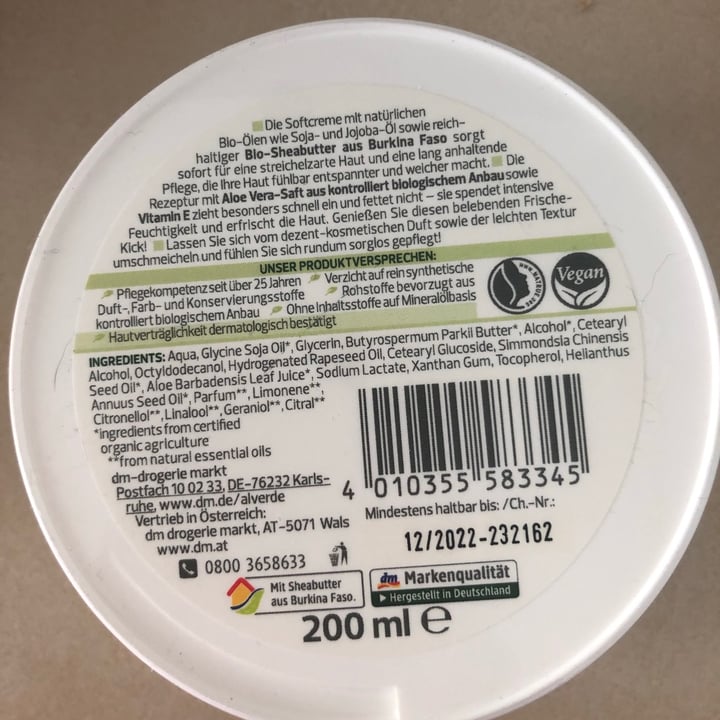 Die Softcreme mit natürlichen
Bio-Ölen wie Soja- und Jojoba-Öl sowie reich-
haltiger Bio-Sheabutter aus Burkina Faso sorgt
sofort für eine streichelzarte Haut und eine lang anhaltende
Pflege, die Ihre Haut fühlbar entspannter und weicher macht. Die
Rezeptur mit Aloe Vera-Saft aus kontrolliert biologischem Anbau sowie
Vitamin E zieht besonders schnell ein und fettet nicht – sie spendet intensive
Feuchtigkeit und erfrischt die Haut. Genießen Sie diesen belebenden Frische-
Kick! Lassen Sie sich vom dezent-kosmetischen Duft sowie der leichten Textur
umschmeicheln und fühlen Sie sich rundum sorglos gepflegt!
UNSER PRODUKTVERSPRECHEN:
Pflegekompetenz seit über 25 Jahren Verzicht auf rein synthetische
Duft-, Farb- und Konservierungsstoffe Rohstoffe bevorzugt aus
kontrolliert biologischem Anbau Ohne Inhaltsstoffe auf Mineralölbasis
Hautverträglichkeit dermatologisch bestätigt
WWW.NATRUE.ORG
Vegan
INGREDIENTS: Aqua, Glycine Soja Oil*, Glycerin, Butyrospermum Parkii Butter*, Alcohol*, Cetearyl
Alcohol, Octyldodecanol, Hydrogenated Rapeseed Oil, Cetearyl Glucoside, Simmondsia Chinensis
Seed Oil*, Aloe Barbadensis Leaf Juice*, Sodium Lactate, Xanthan Gum, Tocopherol, Helianthus
Annuus Seed Oil*, Parfum**, Limonene**,
Citronellol**, Linalool**, Geraniol**, Citral**
*ingredients from certified
organic agriculture
**from natural essential oils
dm-drogerie markt
Postfach 10 02 33, DE-76232 Karls-
ruhe, www.dm.de/alverde
Vertrieb in Österreich:
dm drogerie markt, AT-5071 Wals
www.dm.at
0800 3658633
4 010355 583345
Mindestens haltbar bis: /Ch.-Nr.:
12/2022-232162
Mit Sheabutter
aus Burkina Faso.
dm Markenqualität
Hergestellt in Deutschland
200 ml ℮